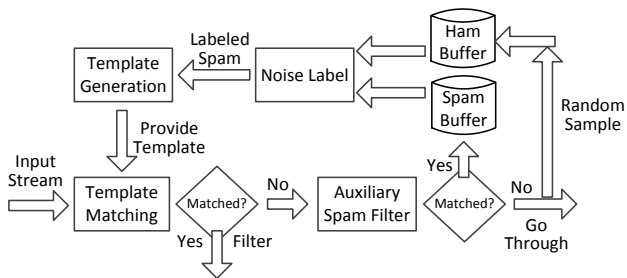 Template
Generation
Labeled
Spam
Noise Label
Ham
Buffer
Spam
Buffer
Random
Sample
Provide
Template
Input
Stream
Template
Matching
Matched?
No
Yes
Filter
Auxiliary
Spam Filter
Yes
Matched?
No
Go
Through